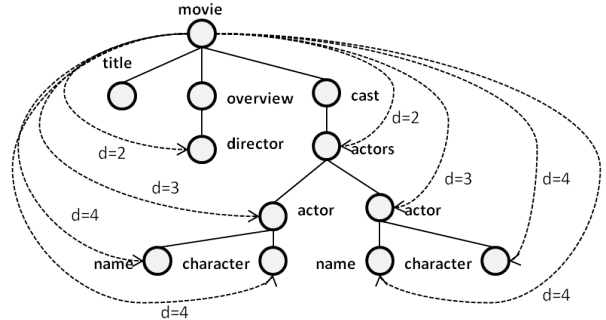 movie
title
overview
cast
d=2
director
d=2
actors
d=3
d=3
d=4
d=4
actor
actor
name
character
name
character
d=4
d=4